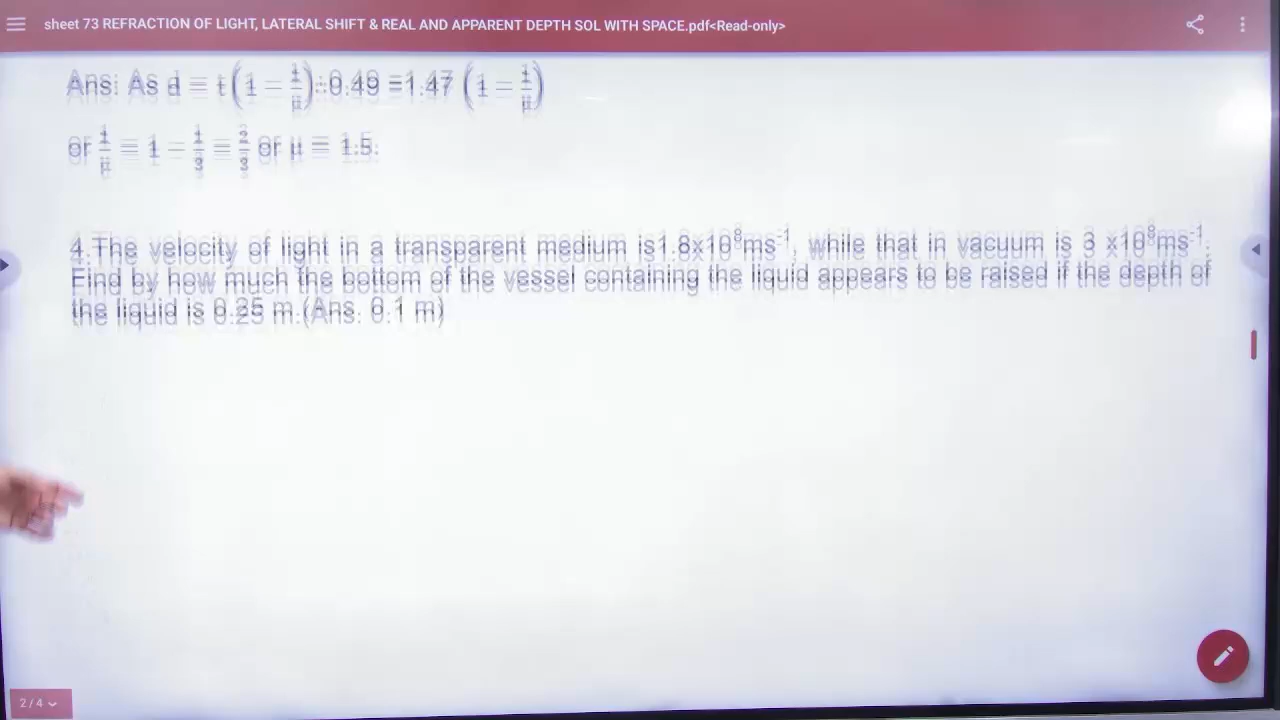 sheet 73 REFRACTION OF LIGHT, LATERAL SHIFT & REAL AND APPARENT DEPTH SOL WITH SPACE.pdf<Read-only>
Ans: As d = t(1 − 1/μ) ∴0.49 =1.47 (1 − 1/μ)
or 1/μ = 1 − 1/3 = 2/3 or μ = 1.5.
4.The velocity of light in a transparent medium is1.8x10⁸ms⁻¹, while that in vacuum is 3 x10⁸ms⁻¹.
Find by how much the bottom of the vessel containing the liquid appears to be raised if the depth of
the liquid is 0.25 m.(Ans. 0.1 m)
2 / 4